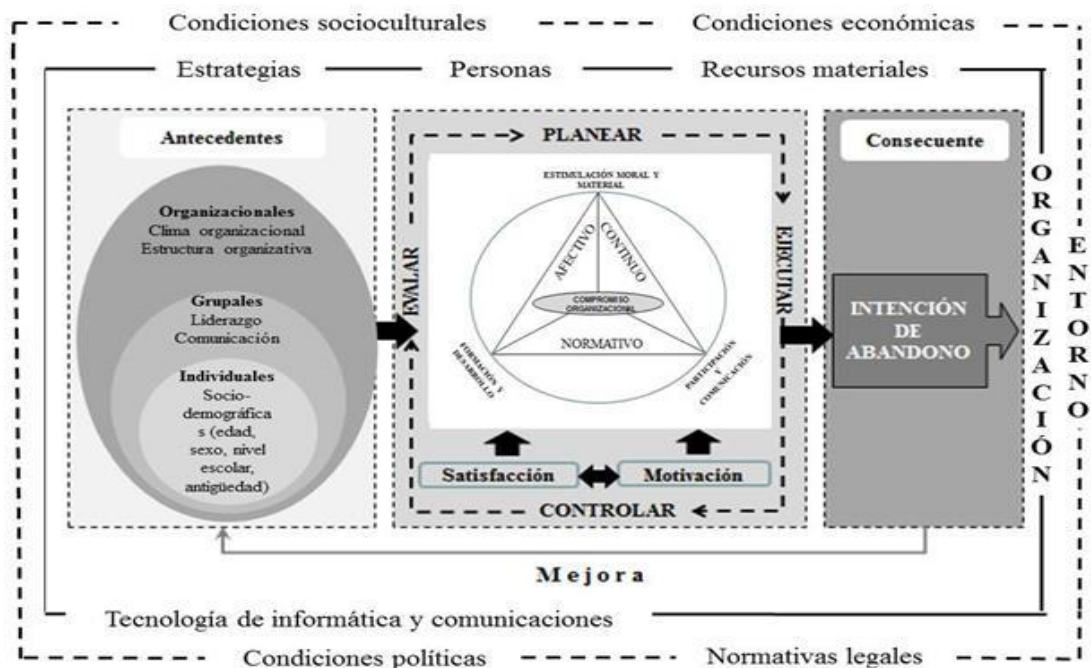 Condiciones socioculturales
Condiciones económicas
Estrategias
Personas
Recursos materiales
Antecedentes
Organizacionales
Clima organizacional
Estructura organizativa
Grupales
Liderazgo
Comunicación
Individuales
Socio-
demográfica
s (edad,
sexo, nivel
escolar,
antigüedad)
PLANEAR
EVALAR
EJECUTAR
CONTROLAR
ESTIMULACIÓN MORAL Y
MATERIAL
AFECTIVO
CONTINUO
COMPROMISO
ORGANIZACIONAL
NORMATIVO
FORMACIÓN Y
DESARROLLO
PARTICIPACIÓN
Y
COMUNICACIÓN
Satisfacción
Motivación
Consecuente
INTENCIÓN
DE
ABANDONO
ORGANIZACIÓN
ENTORNO
Mejora
Tecnología de informática y comunicaciones
Condiciones políticas
Normativas legales